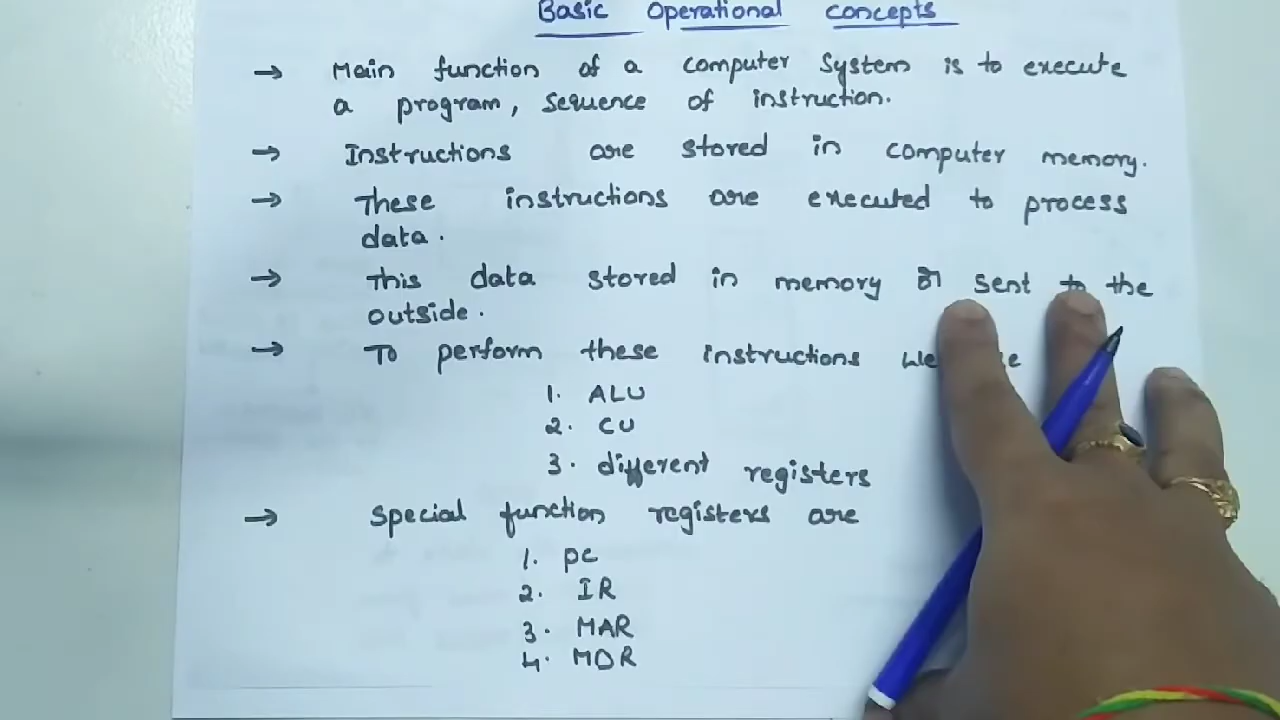 Basic Operational concepts
→ Main function of a computer System is to execute
a program, sequence of instruction.
→ Instructions are stored in computer memory.
→ These instructions are executed to process
data.
→ This data stored in memory sent to the
outside.
→ To perform these instructions we
1. ALU
2. CU
3. different registers
→ Special function registers are
1. PC
2. IR
3. MAR
4. MDR